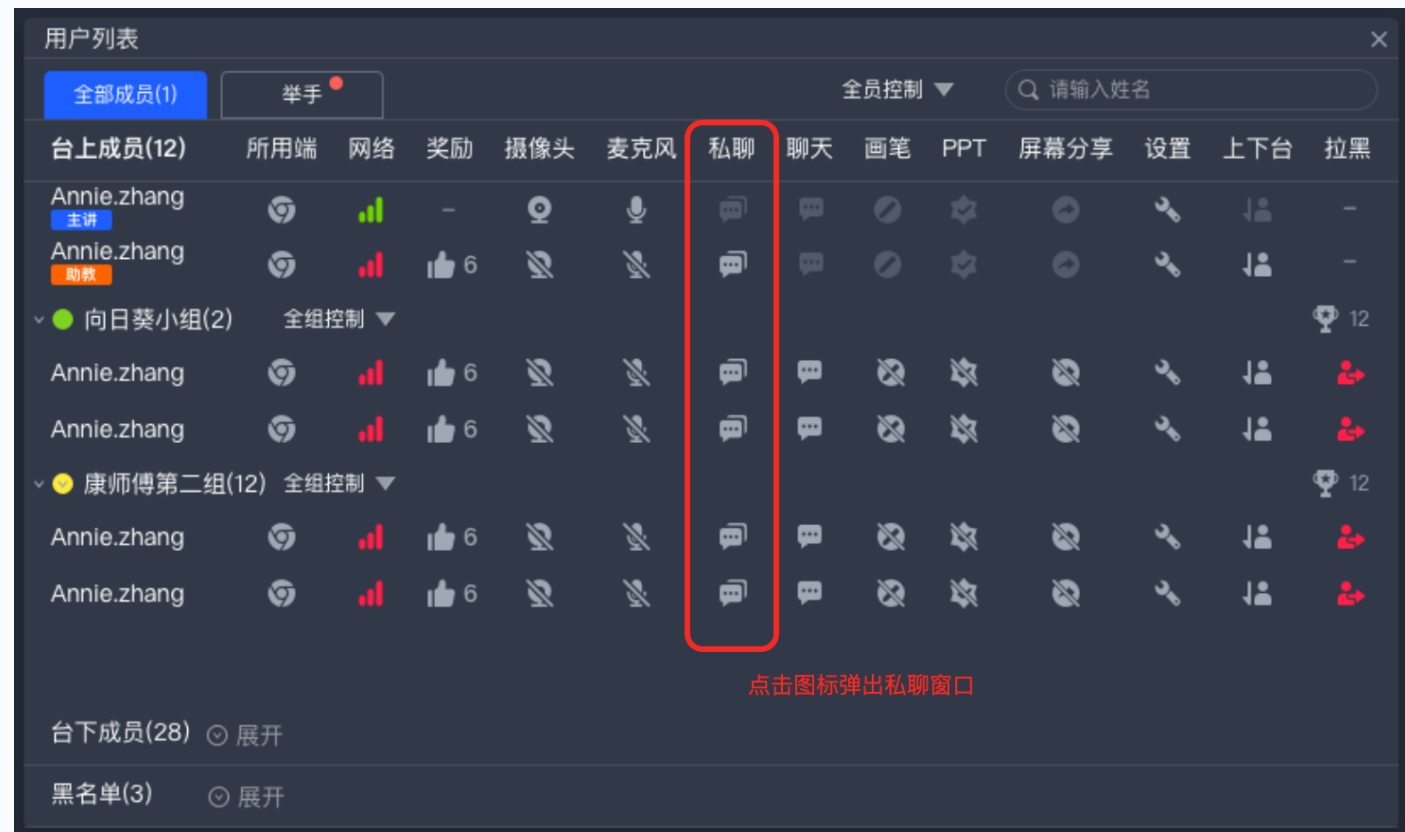 用户列表
全部成员(1) 举手 全员控制 请输入姓名
台上成员(12) 所用端 网络 奖励 摄像头 麦克风 私聊 聊天 画笔 PPT 屏幕分享 设置 上下台 拉黑
Annie.zhang
主讲 – –
Annie.zhang
助教 6 –
向日葵小组(2) 全组控制 12
Annie.zhang 6
Annie.zhang 6
康师傅第二组(12) 全组控制 12
Annie.zhang 6
Annie.zhang 6
点击图标弹出私聊窗口
台下成员(28) 展开
黑名单(3) 展开